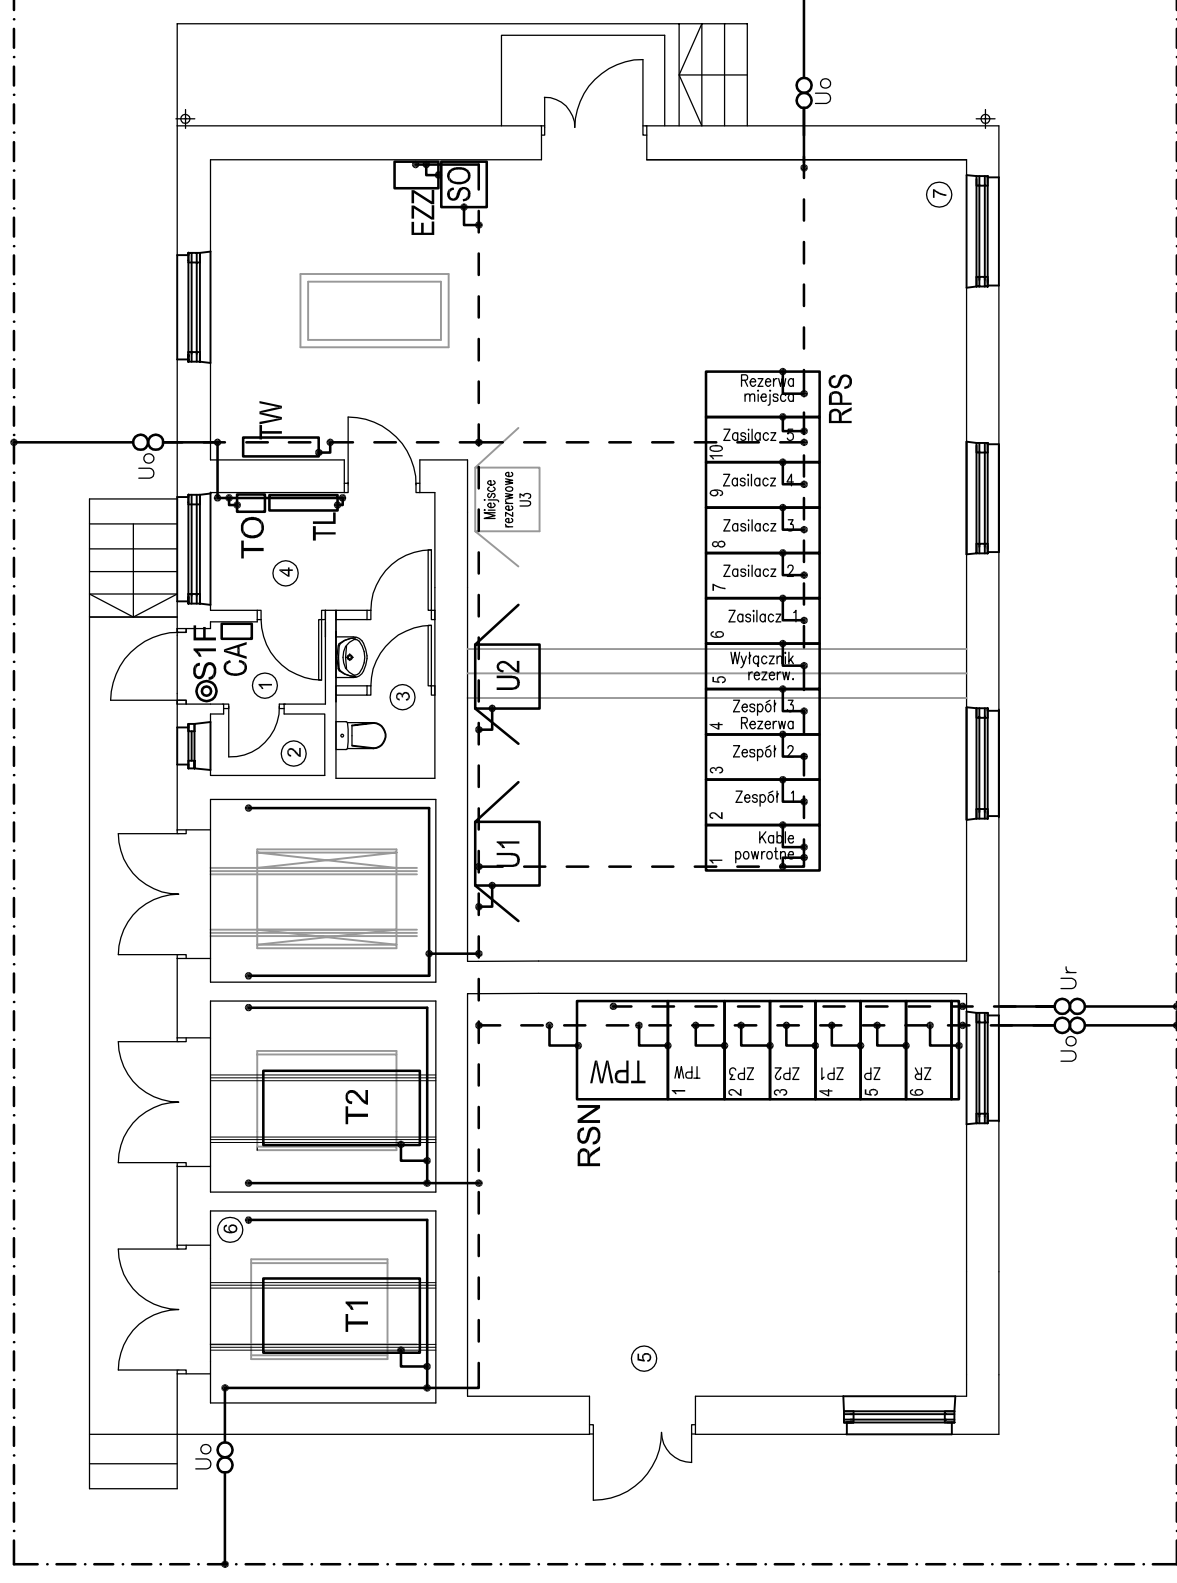 Uo
7
EZZ
SO
TW
Uo
Rezerwa
miejsca
RPS
Zasilacz 5
10
Zasilacz 4
9
Zasilacz 3
8
Zasilacz 2
7
Zasilacz 1
6
Wyłącznik
rezerw.
5
Zespół 3
Rezerwa
4
Zespół 2
3
Zespół 1
2
Kable
powrotne
1
Miejsce
rezerwowe
U3
TO
TL
4
S1F
CA
1
2
3
U2
U1
Ur
Uo
TPW
TPW
1
ZP3
2
ZP2
3
ZP1
4
ZP
5
ZR
6
RSN
T2
6
T1
5
Uo